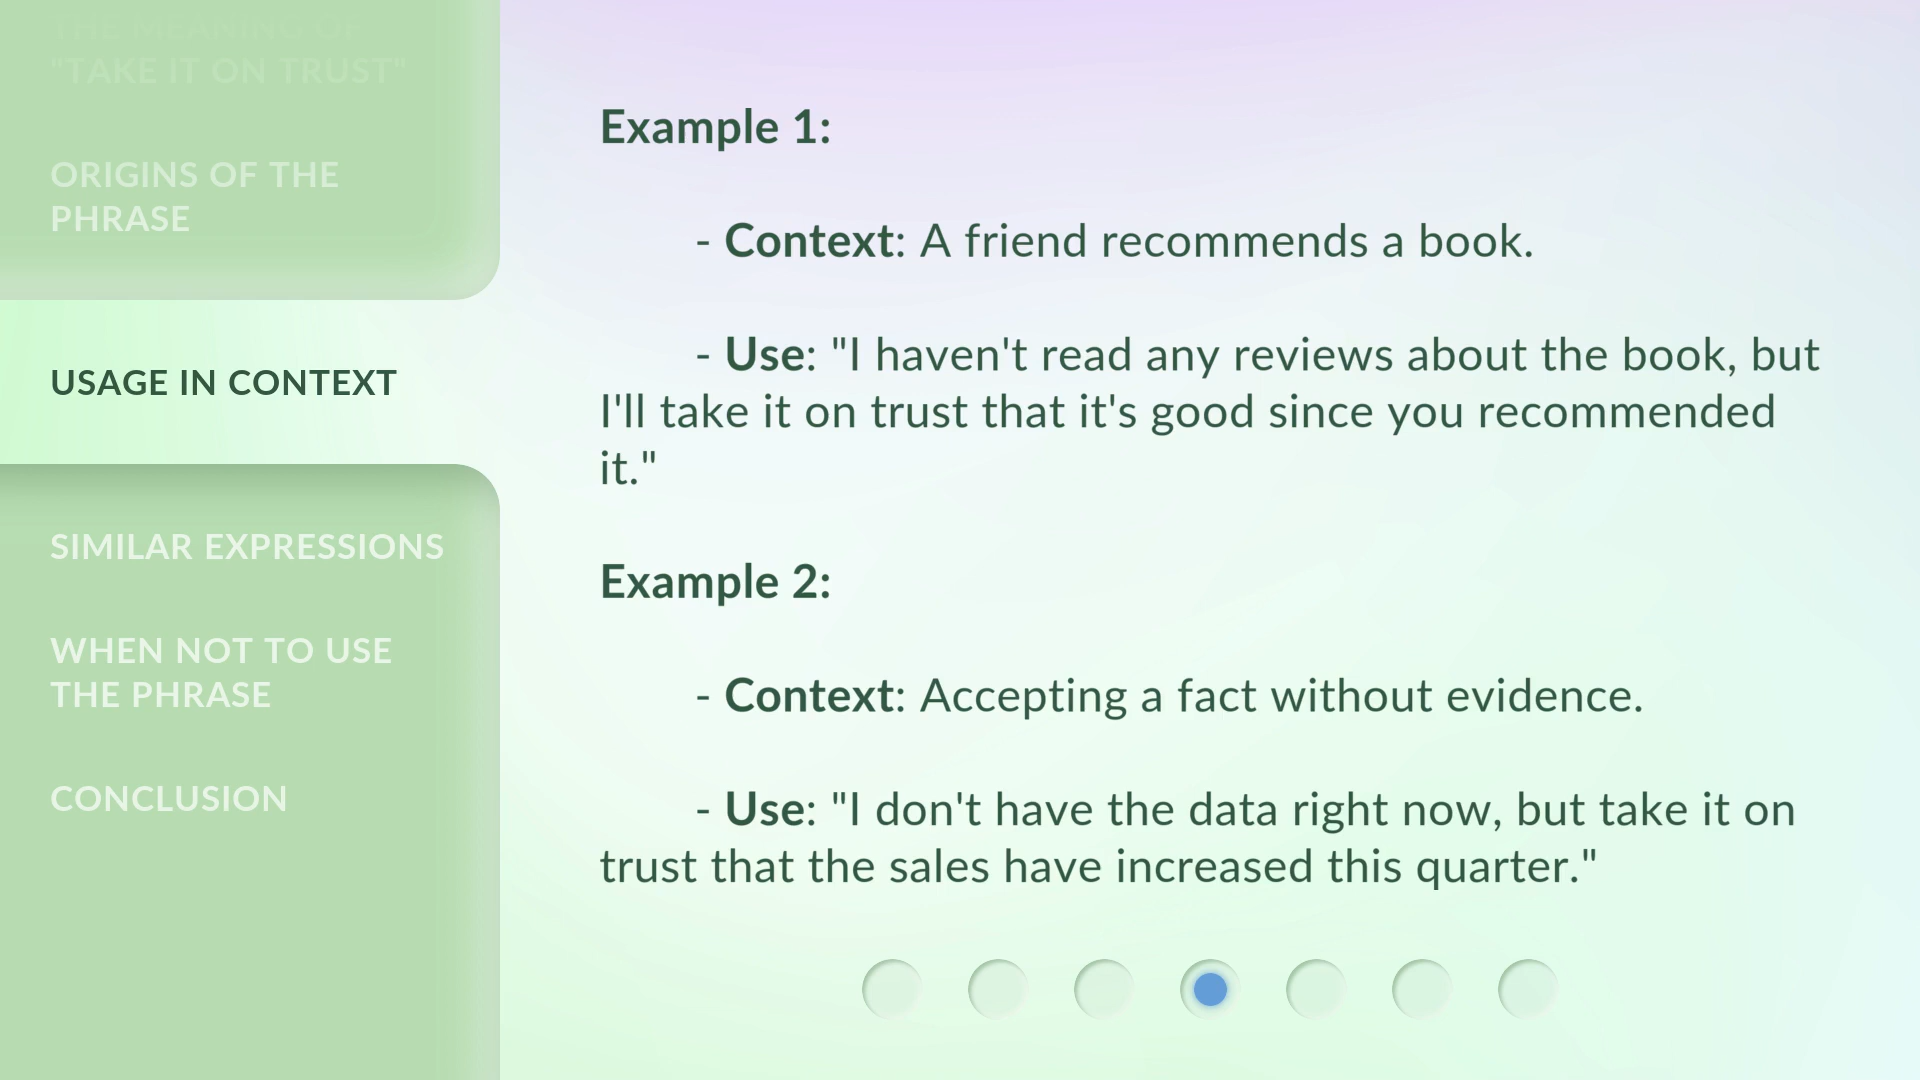 THE MEANING OF
"TAKE IT ON TRUST"
ORIGINS OF THE
PHRASE
USAGE IN CONTEXT
SIMILAR EXPRESSIONS
WHEN NOT TO USE
THE PHRASE
CONCLUSION
Example 1:
- Context: A friend recommends a book.
- Use: "I haven't read any reviews about the book, but
I'll take it on trust that it's good since you recommended
it."
Example 2:
- Context: Accepting a fact without evidence.
- Use: "I don't have the data right now, but take it on
trust that the sales have increased this quarter."